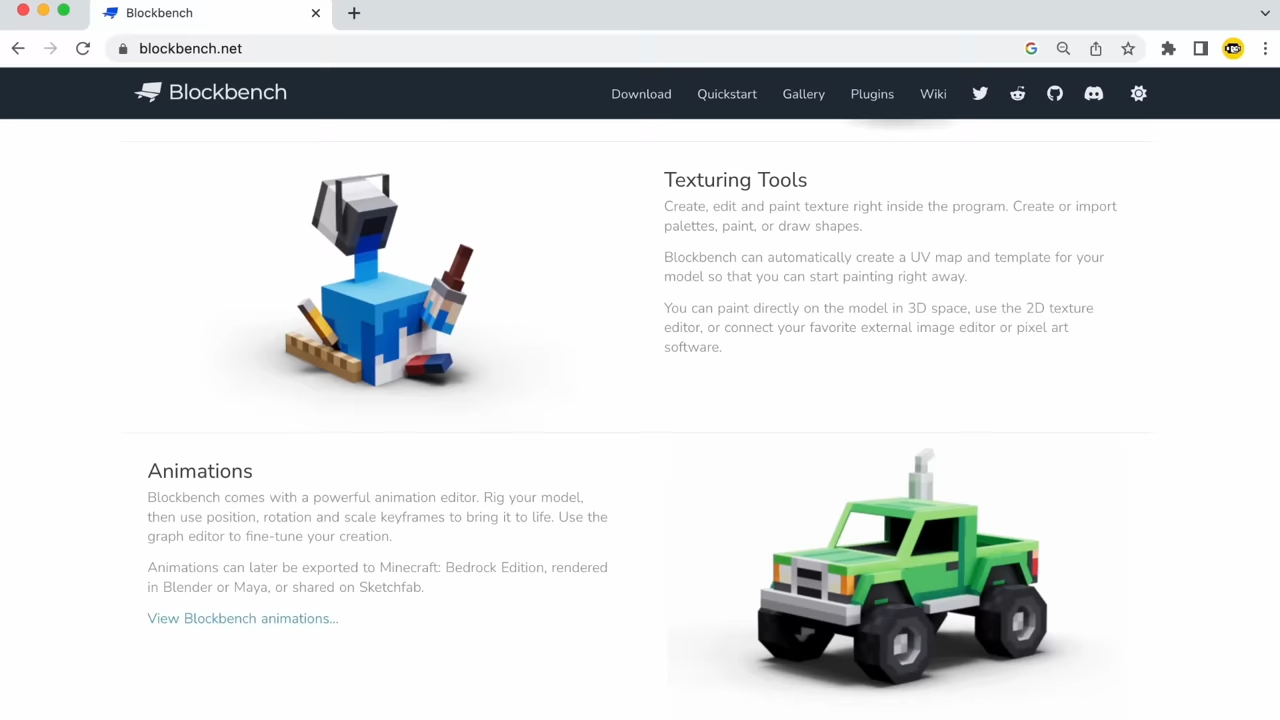 Blockbench
blockbench.net
Blockbench
Download Quickstart Gallery Plugins Wiki
Texturing Tools
Create, edit and paint texture right inside the program. Create or import
palettes, paint, or draw shapes.
Blockbench can automatically create a UV map and template for your
model so that you can start painting right away.
You can paint directly on the model in 3D space, use the 2D texture
editor, or connect your favorite external image editor or pixel art
software.
Animations
Blockbench comes with a powerful animation editor. Rig your model,
then use position, rotation and scale keyframes to bring it to life. Use the
graph editor to fine-tune your creation.
Animations can later be exported to Minecraft: Bedrock Edition, rendered
in Blender or Maya, or shared on Sketchfab.
View Blockbench animations...